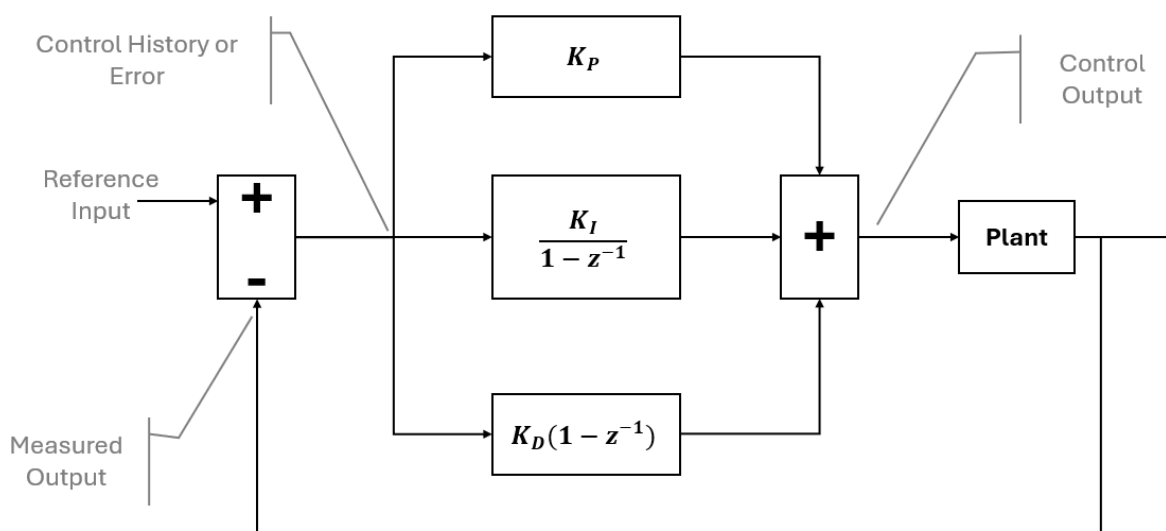 Control History or
Error
K_P
Control
Output
Reference
Input
+
-
K_I
1 − z^{-1}
+
Plant
K_D(1 − z^{-1})
Measured
Output